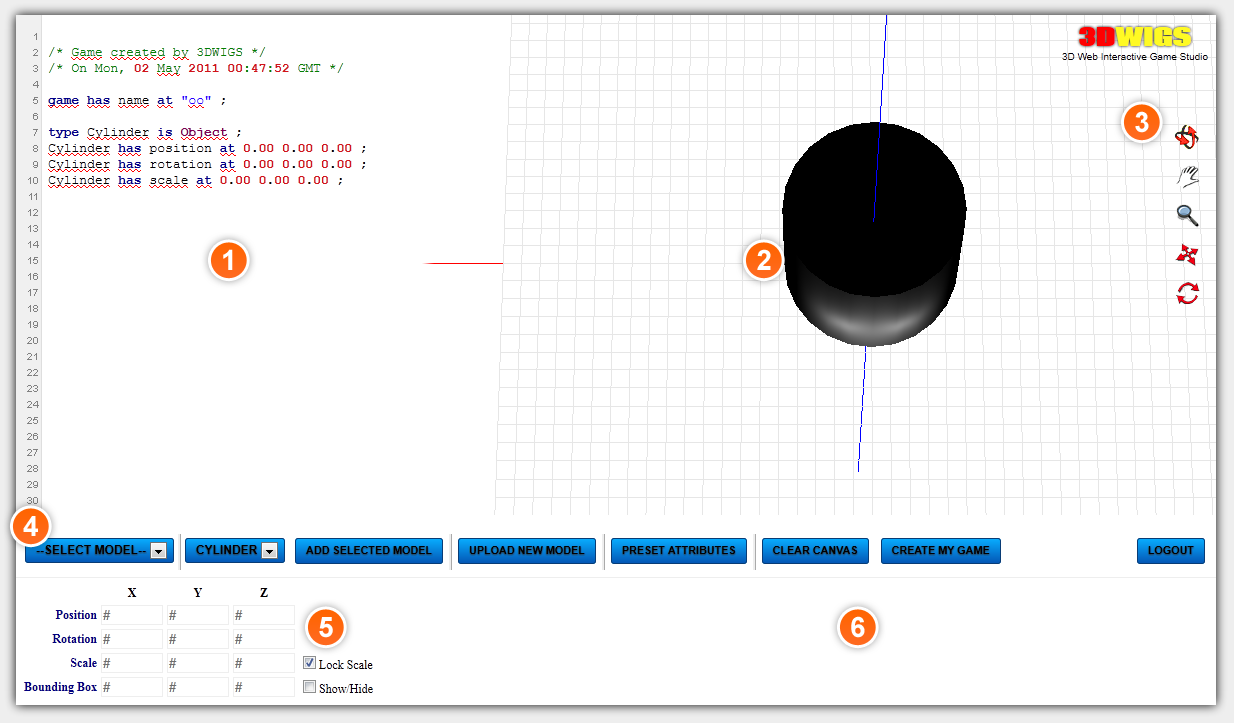 3DWIGS
3D Web Interactive Game Studio
1
2 /* Game created by 3DWIGS */
3 /* On Mon, 02 May 2011 00:47:52 GMT */
4
5 game has name at "oo" ;
6
7 type Cylinder is Object ;
8 Cylinder has position at 0.00 0.00 0.00 ;
9 Cylinder has rotation at 0.00 0.00 0.00 ;
10 Cylinder has scale at 0.00 0.00 0.00 ;
11
12
13
14
15
16
17
18
19
20
21
22
23
24
25
26
27
28
29
30
1
2
3
4
--SELECT MODEL-- CYLINDER ADD SELECTED MODEL UPLOAD NEW MODEL PRESET ATTRIBUTES CLEAR CANVAS CREATE MY GAME LOGOUT
X Y Z
Position # # #
5
6
Rotation # # #
Scale # # # Lock Scale
Bounding Box # # # Show/Hide